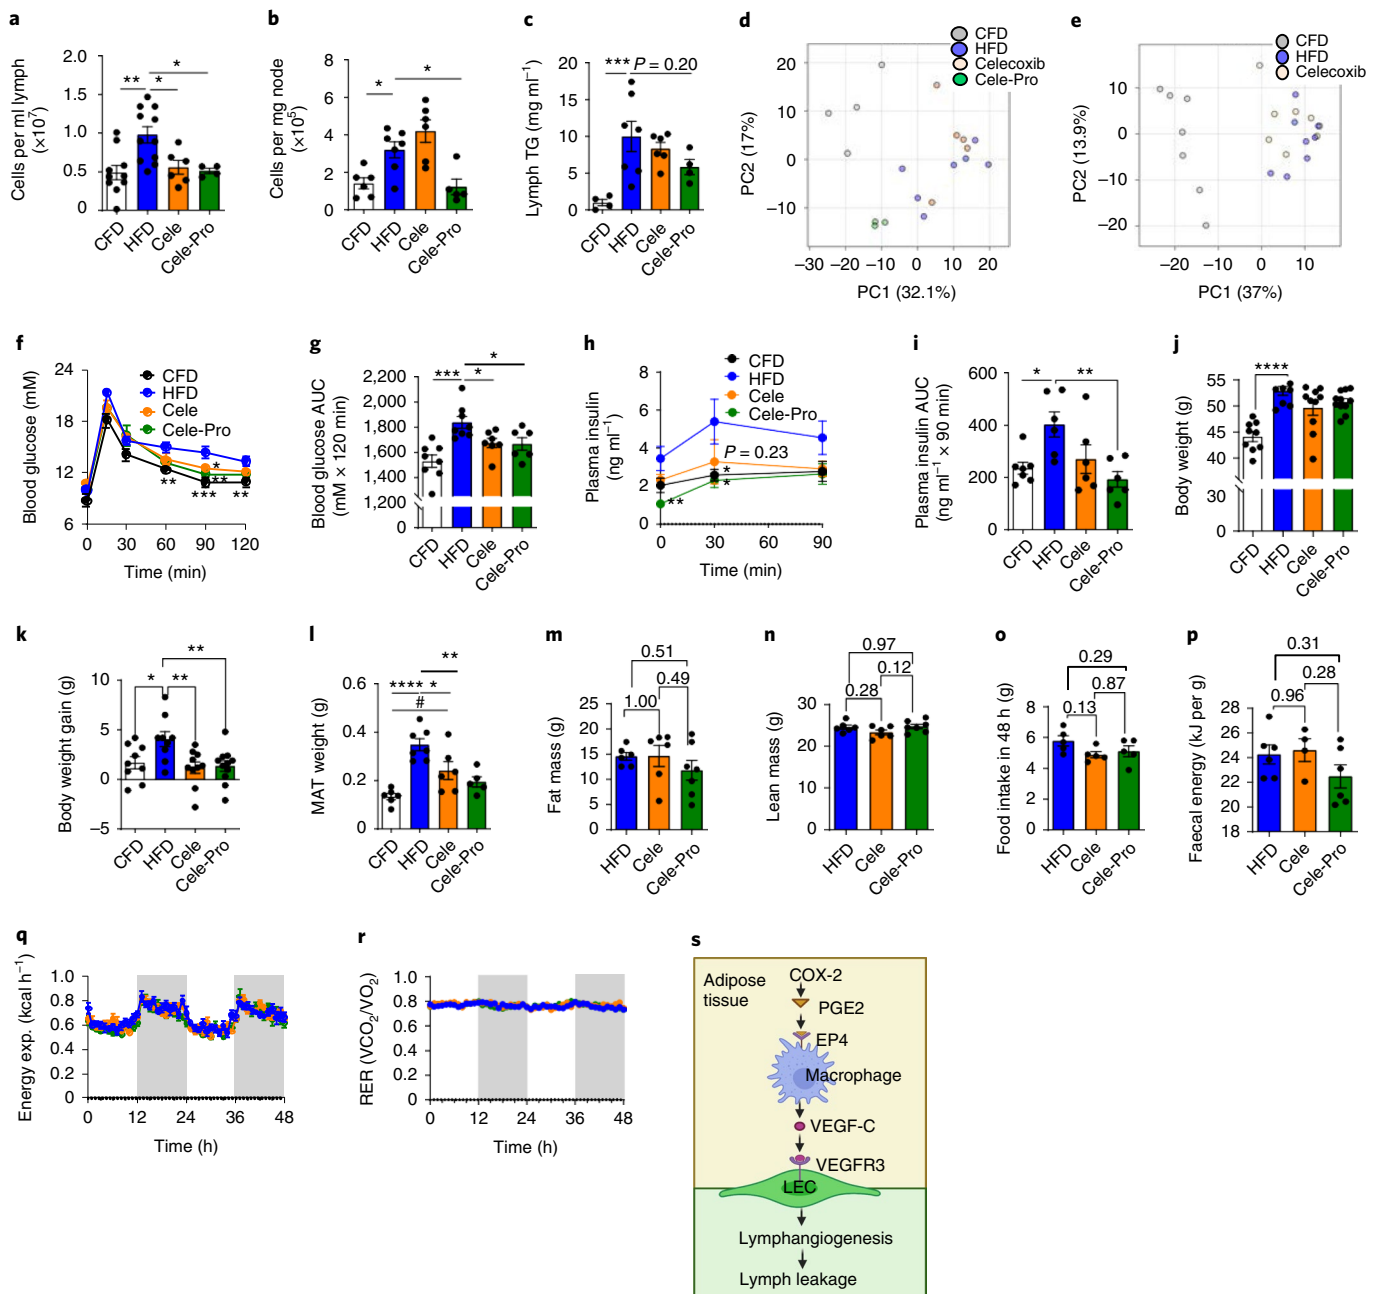 a
Cells per ml lymph
(×10⁷)
2.0
1.5
1.0
0.5
0
**
*
*
CFD
HFD
Cele
Cele-Pro
b
Cells per mg node
(×10⁵)
8
6
4
2
0
*
*
CFD
HFD
Cele
Cele-Pro
c
Lymph TG (mg ml⁻¹)
20
15
10
5
0
*** P = 0.20
CFD
HFD
Cele
Cele-Pro
d
CFD
HFD
Celecoxib
Cele-Pro
PC2 (17%)
20
10
0
−10
−30 −20 −10 0 10 20
PC1 (32.1%)
e
CFD
HFD
Celecoxib
PC2 (13.9%)
10
0
−10
−20
−20 −10 0 10
PC1 (37%)
f
Blood glucose (mM)
24
18
12
6
CFD
HFD
Cele
Cele-Pro
*
**
**
***
**
0 30 60 90 120
Time (min)
g
Blood glucose AUC
(mM × 120 min)
2,200
2,000
1,800
1,600
1,400
1,200
0
***
*
*
CFD
HFD
Cele
Cele-Pro
h
Plasma insulin
(ng ml⁻¹)
8
6
4
2
0
CFD
HFD
Cele
Cele-Pro
P = 0.23
*
*
**
0 30 60 90
Time (min)
i
Plasma insulin AUC
(ng ml⁻¹ × 90 min)
600
400
200
0
*
**
CFD
HFD
Cele
Cele-Pro
j
Body weight (g)
55
50
45
40
30
0
****
CFD
HFD
Cele
Cele-Pro
k
Body weight gain (g)
10
5
0
−5
**
*
**
CFD
HFD
Cele
Cele-Pro
l
MAT weight (g)
0.6
0.4
0.2
0
**
**** *
#
CFD
HFD
Cele
Cele-Pro
m
Fat mass (g)
25
20
15
10
5
0
0.51
0.49
1.00
HFD
Cele
Cele-Pro
n
Lean mass (g)
30
20
10
0
0.97
0.12
0.28
HFD
Cele
Cele-Pro
o
Food intake in 48 h (g)
8
6
4
2
0
0.29
0.87
0.13
HFD
Cele
Cele-Pro
p
Faecal energy (kJ per g)
28
26
24
22
20
18
0.31
0.28
0.96
HFD
Cele
Cele-Pro
q
Energy exp. (kcal h⁻¹)
1.0
0.8
0.6
0.4
0.2
0
0 12 24 36 48
Time (h)
r
RER (VCO₂/VO₂)
1.0
0.8
0.6
0.4
0.2
0
0 12 24 36 48
Time (h)
s
Adipose
tissue
COX-2
PGE2
EP4
Macrophage
VEGF-C
VEGFR3
LEC
Lymphangiogenesis
Lymph leakage